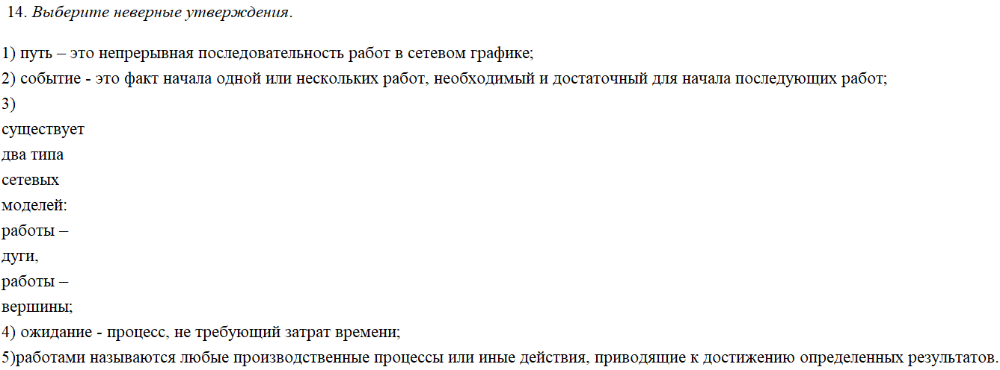 14. Выберите неверные утверждения.
1) путь – это непрерывная последовательность работ в сетевом графике;
2) событие - это факт начала одной или нескольких работ, необходимый и достаточный для начала последующих работ;
3)
существует
два типа
сетевых
моделей:
работы –
дуги,
работы –
вершины;
4) ожидание - процесс, не требующий затрат времени;
5)работами называются любые производственные процессы или иные действия, приводящие к достижению определенных результатов.